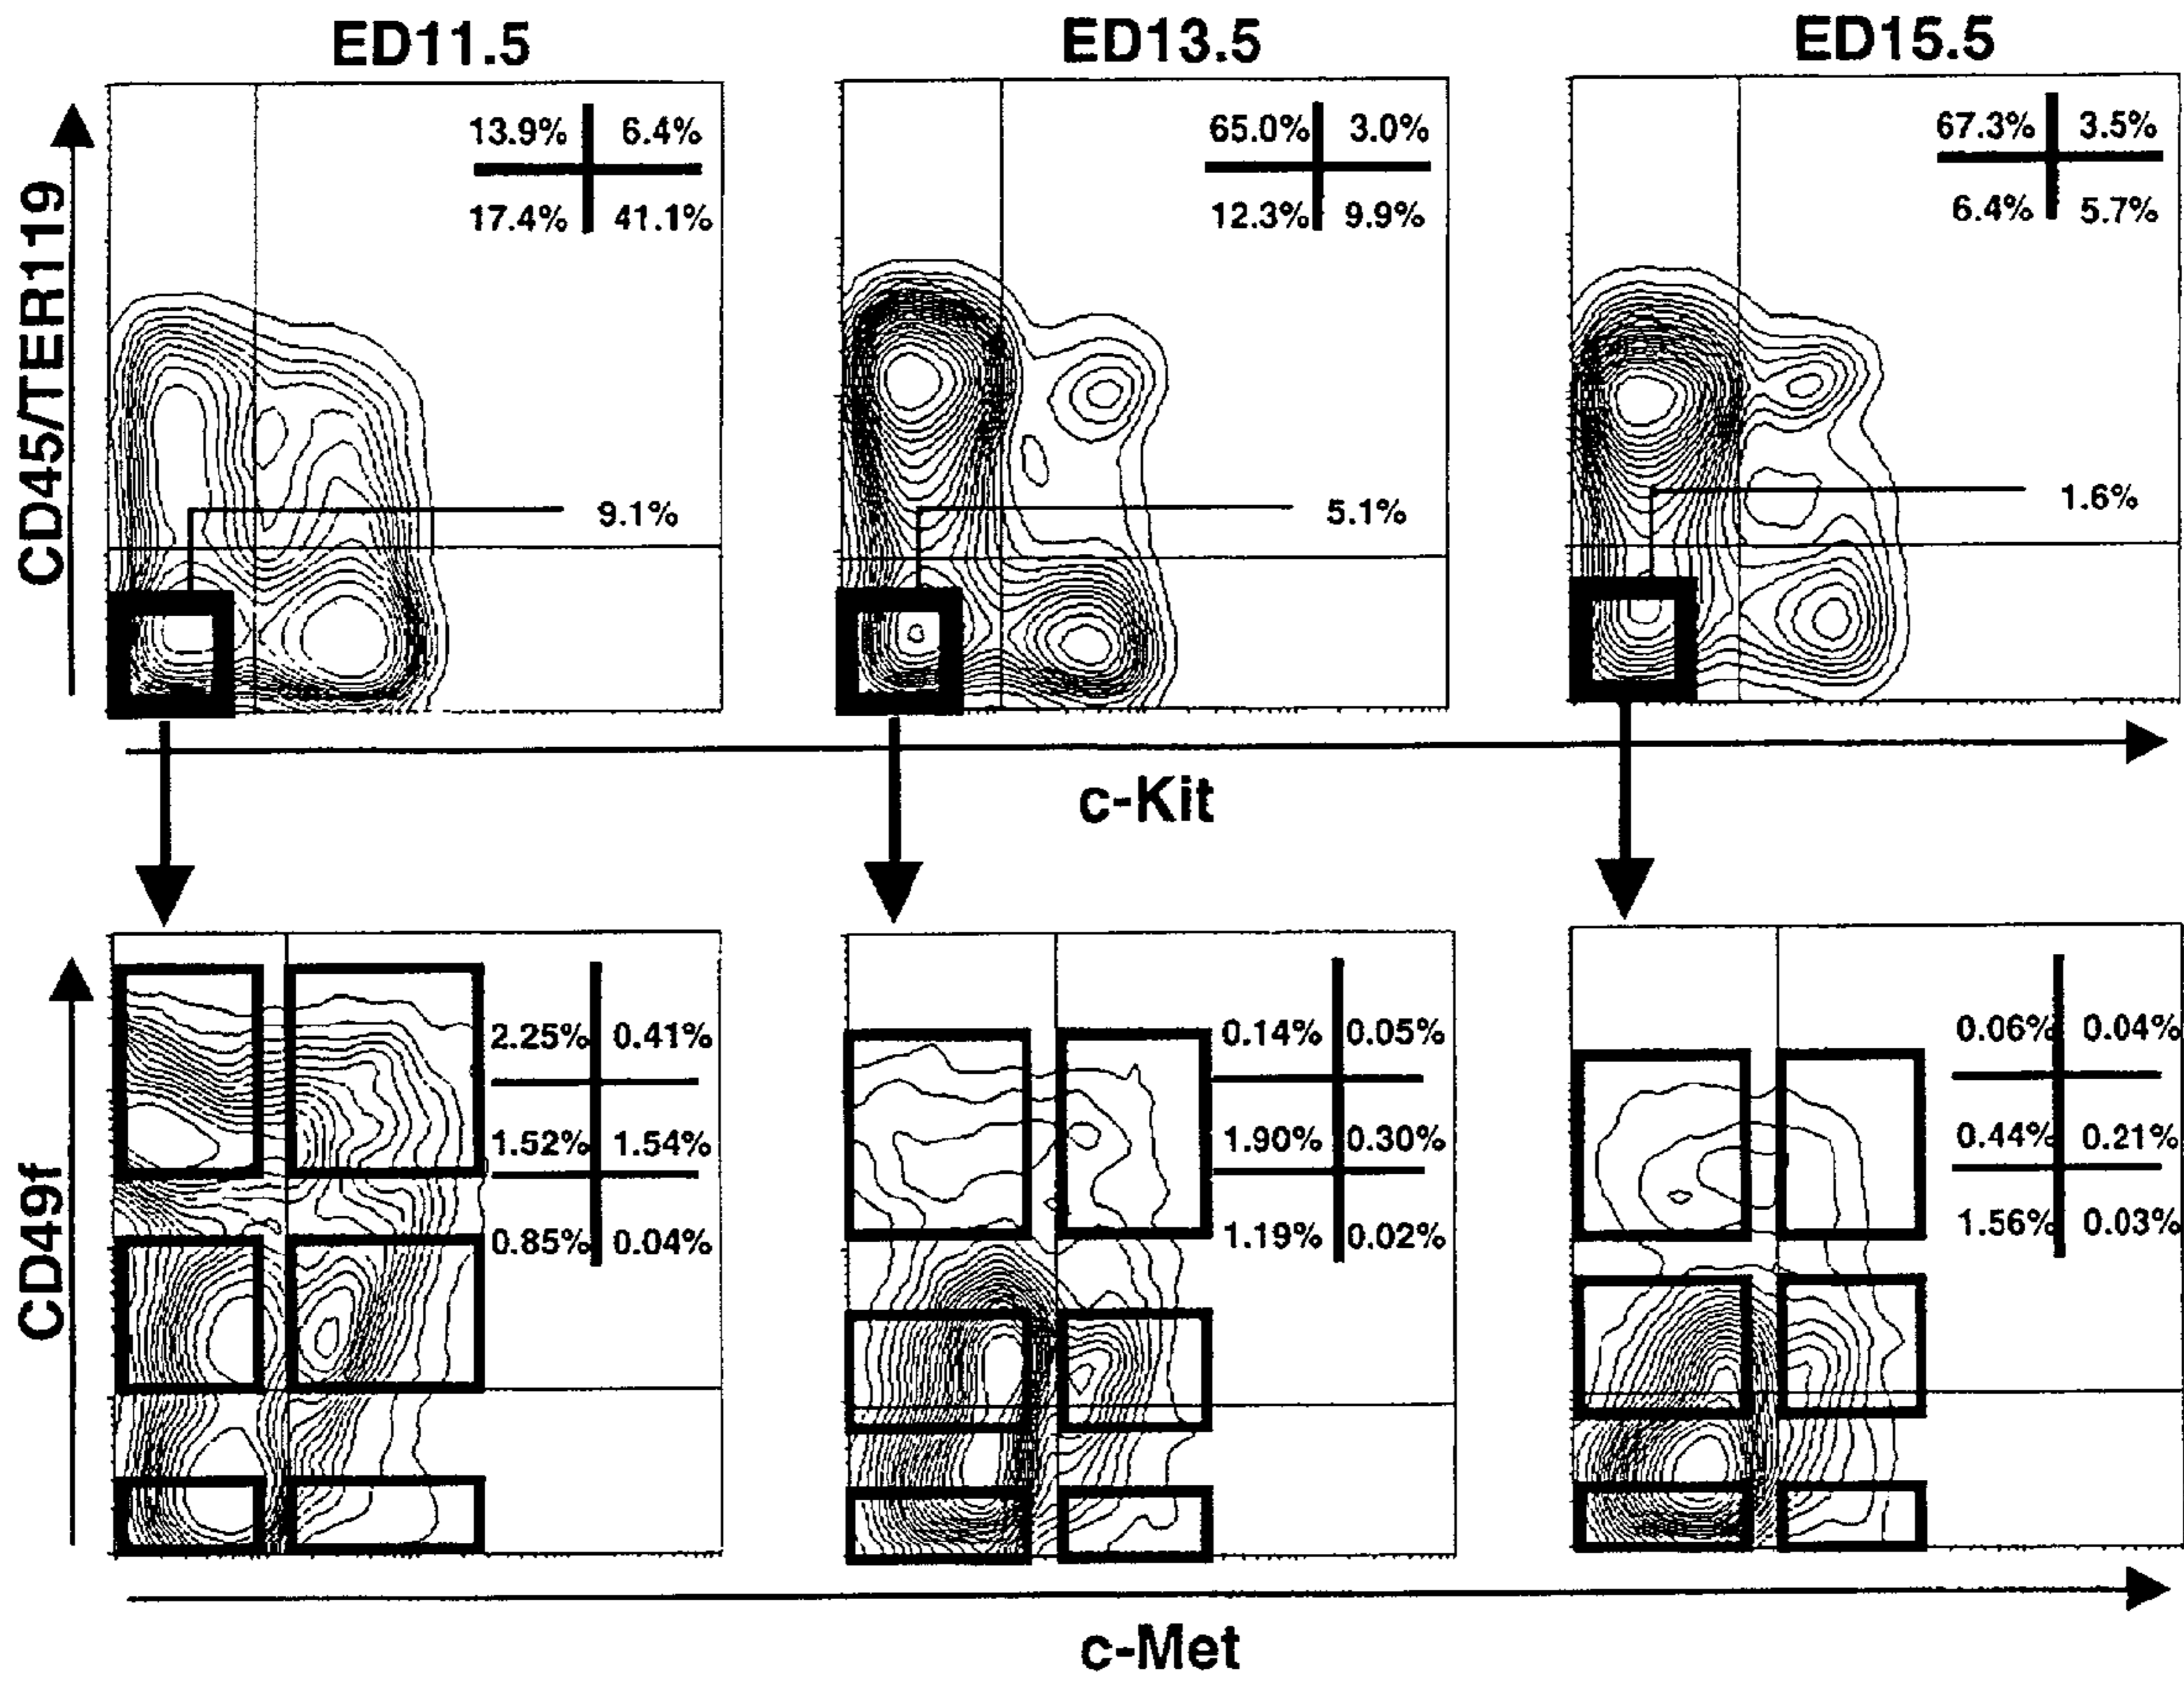 ED11.5 ED13.5 ED15.5
13.9% 6.4% 65.0% 3.0% 67.3% 3.5%
17.4% 41.1% 12.3% 9.9% 6.4% 5.7%
CD45/TER119
9.1% 5.1% 1.6%
c-Kit
2.25% 0.41% 0.14% 0.05% 0.06% 0.04%
1.52% 1.54% 1.90% 0.30% 0.44% 0.21%
0.85% 0.04% 1.19% 0.02% 1.56% 0.03%
CD49f
c-Met